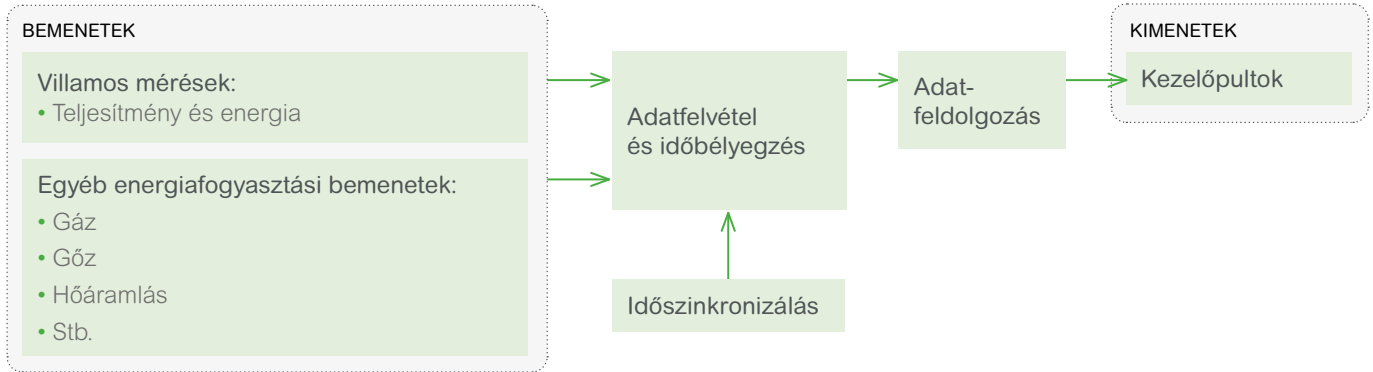 BEMENETEK
Villamos mérések:
• Teljesítmény és energia
Egyéb energiafogyasztási bemenetek:
• Gáz
• Gőz
• Hőáramlás
• Stb.
Adatfelvétel
és időbélyegzés
Időszinkronizálás
Adat-
feldolgozás
KIMENETEK
Kezelőpultok